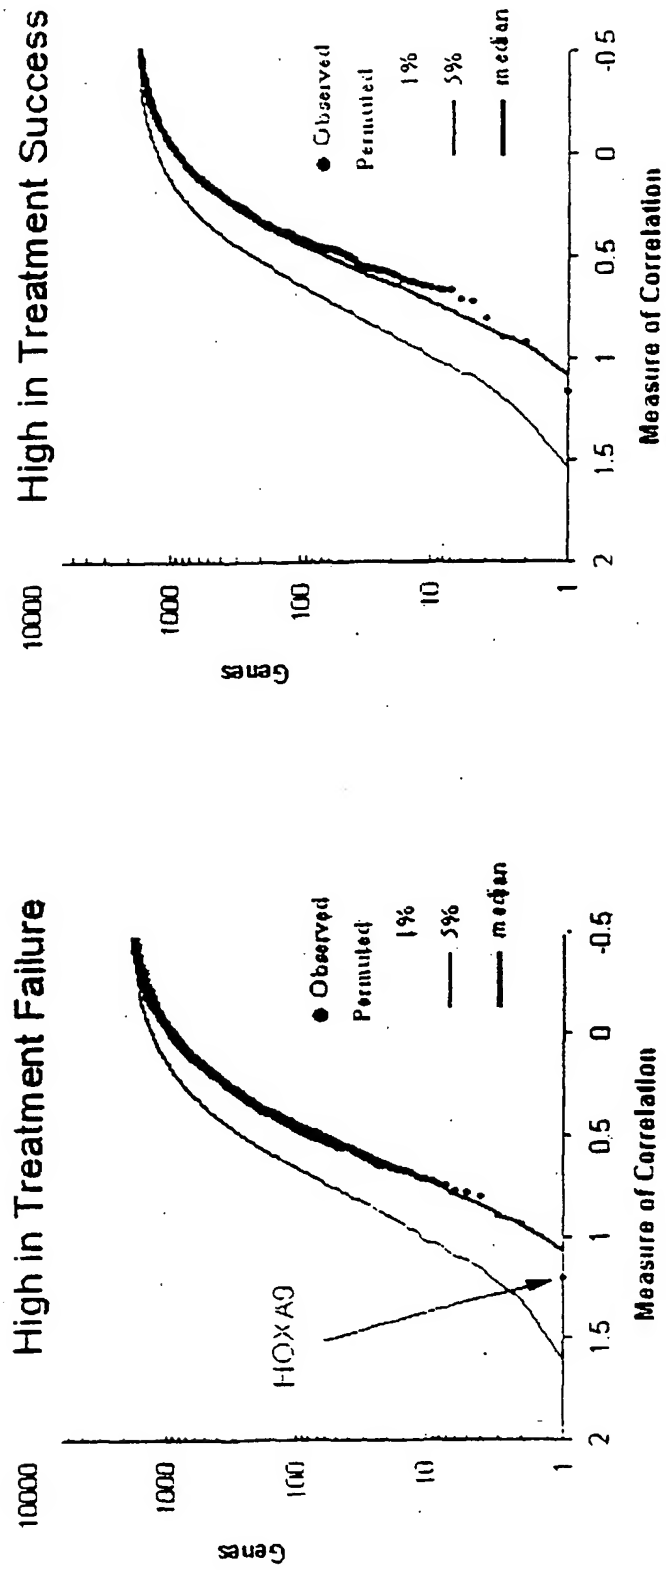 High in Treatment Failure
10000
1000
100
10
1
Genes
HOXA9
Observed
Permuted
1%
5%
median
2
1.5
1
0.5
0
-0.5
Measure of Correlation
High in Treatment Success
10000
1000
100
10
1
Genes
Observed
Permuted
1%
5%
median
2
1.5
1
0.5
0
-0.5
Measure of Correlation